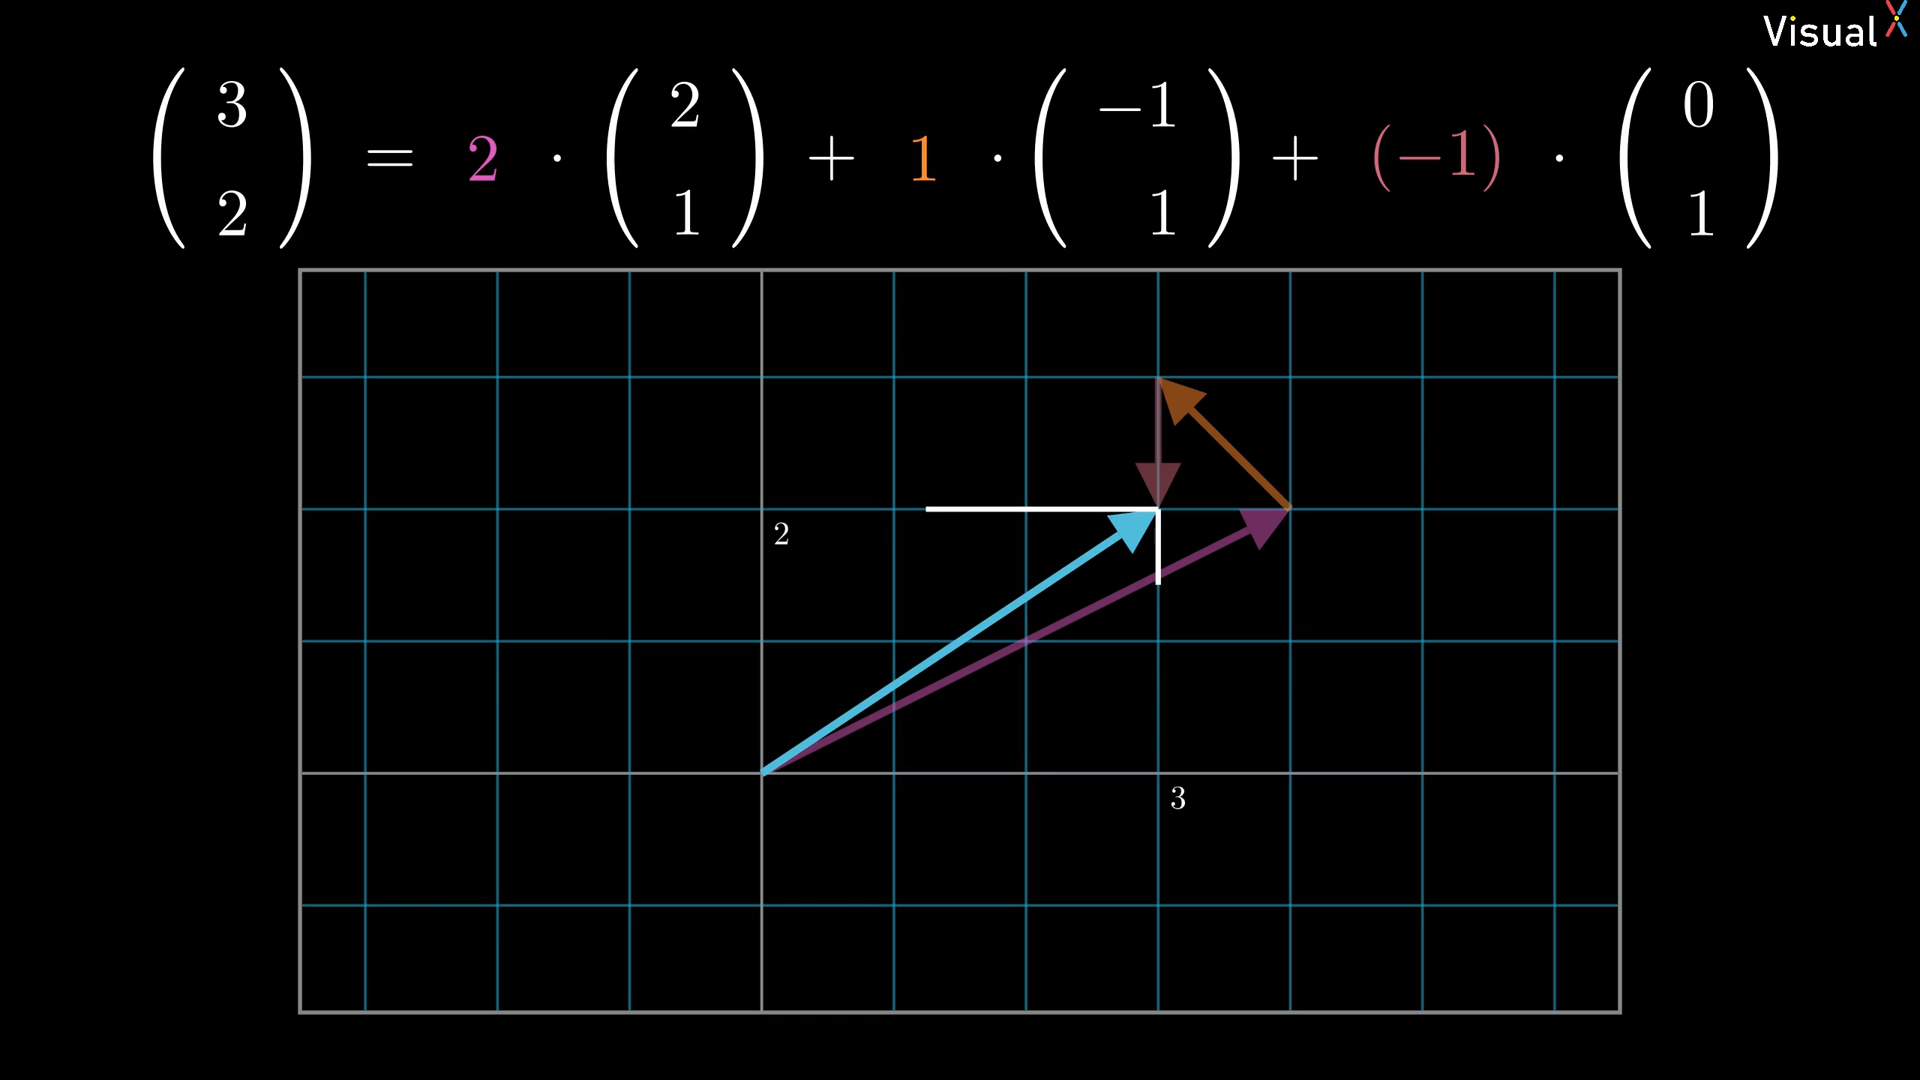 Visual X
( 3 2 ) = 2 · ( 2 1 ) + 1 · ( −1 1 ) + (−1) · ( 0 1 )
2
3